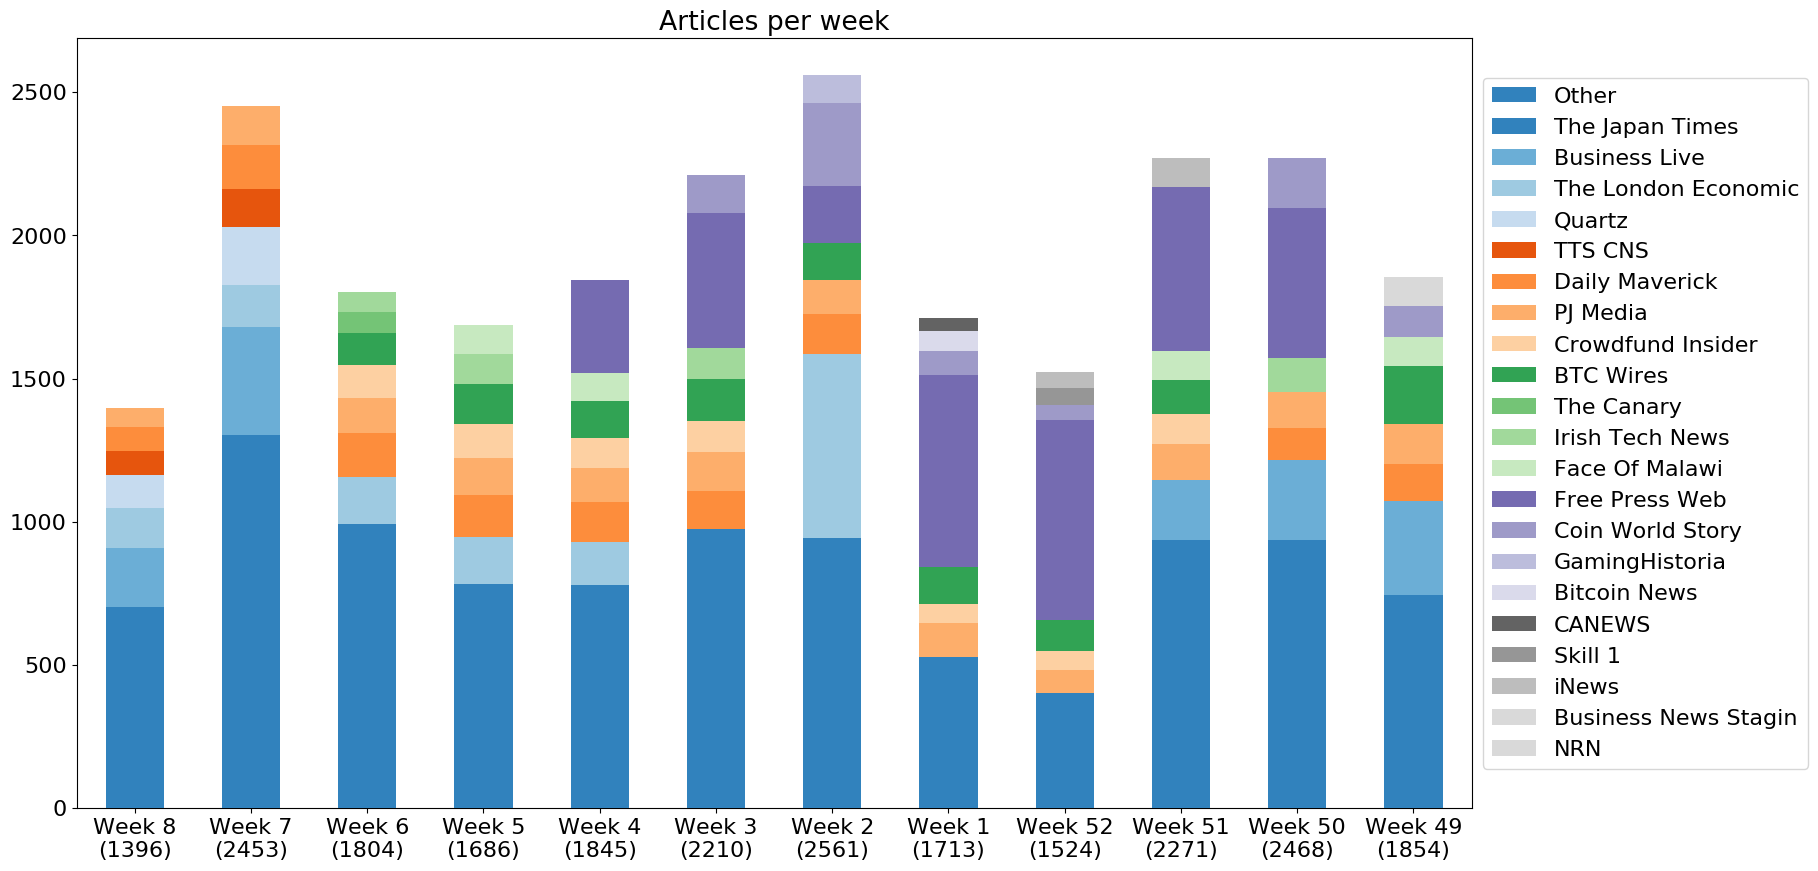 Articles per week
2500
2000
1500
1000
500
0
Week 8
(1396)
Week 7
(2453)
Week 6
(1804)
Week 5
(1686)
Week 4
(1845)
Week 3
(2210)
Week 2
(2561)
Week 1
(1713)
Week 52
(1524)
Week 51
(2271)
Week 50
(2468)
Week 49
(1854)
Other
The Japan Times
Business Live
The London Economic
Quartz
TTS CNS
Daily Maverick
PJ Media
Crowdfund Insider
BTC Wires
The Canary
Irish Tech News
Face Of Malawi
Free Press Web
Coin World Story
GamingHistoria
Bitcoin News
CANEWS
Skill 1
iNews
Business News Stagin
NRN